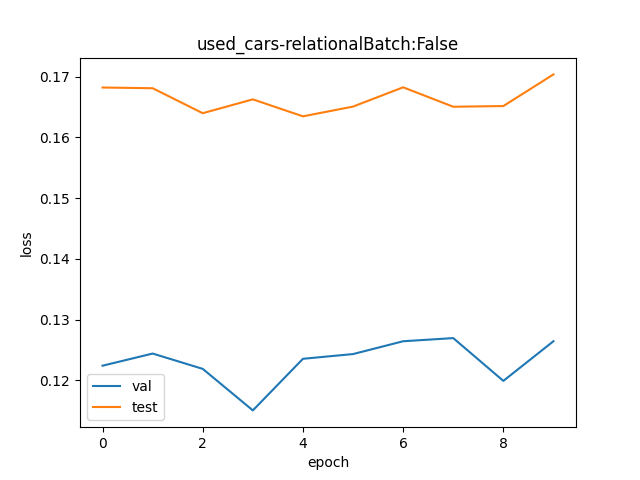 used_cars-relationalBatch:False
loss
0.17
0.16
0.15
0.14
0.13
0.12
val
test
0
2
4
6
8
epoch